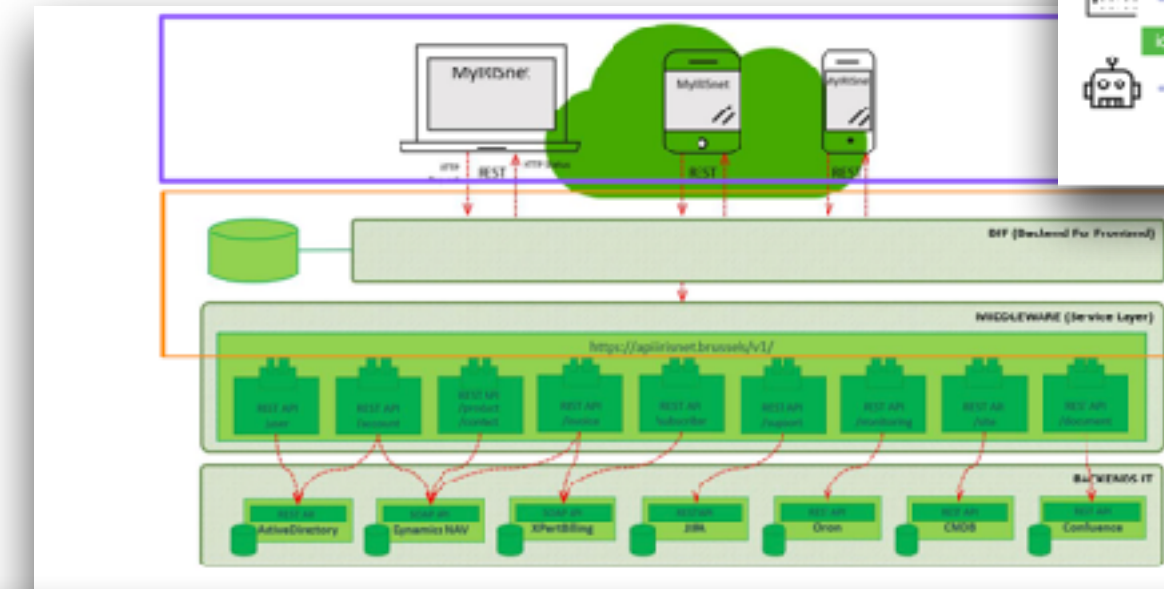 MyIRISnet
MyIRISnet
MyIRISnet
HTTP
REST
HTTP Status
REST
REST
BFF (Backend For Frontend)
MIDDLEWARE (Service Layer)
https://api.irisnet.brussels/v1/
REST API
/user
REST API
/account
REST API
/product
/contact
REST API
/invoice
REST API
/subscriber
REST API
/support
REST API
/monitoring
REST API
/site
REST API
/document
BACKENDS IT
REST API
ActiveDirectory
SOAP API
Dynamics NAV
SOAP API
XPertBilling
REST API
JIRA
REST API
Orion
REST API
CMDB
REST API
Confluence